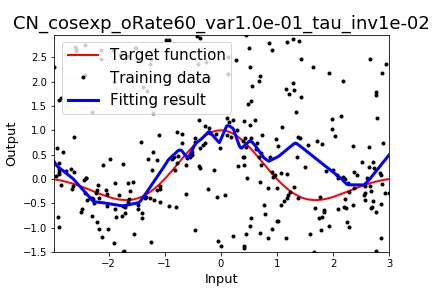 CN_cosexp_oRate60_var1.0e-01_tau_inv1e-02
Target function
Training data
Fitting result
Output
2.5
2.0
1.5
1.0
0.5
0.0
−0.5
−1.0
−1.5
−2
−1
0
1
2
3
Input